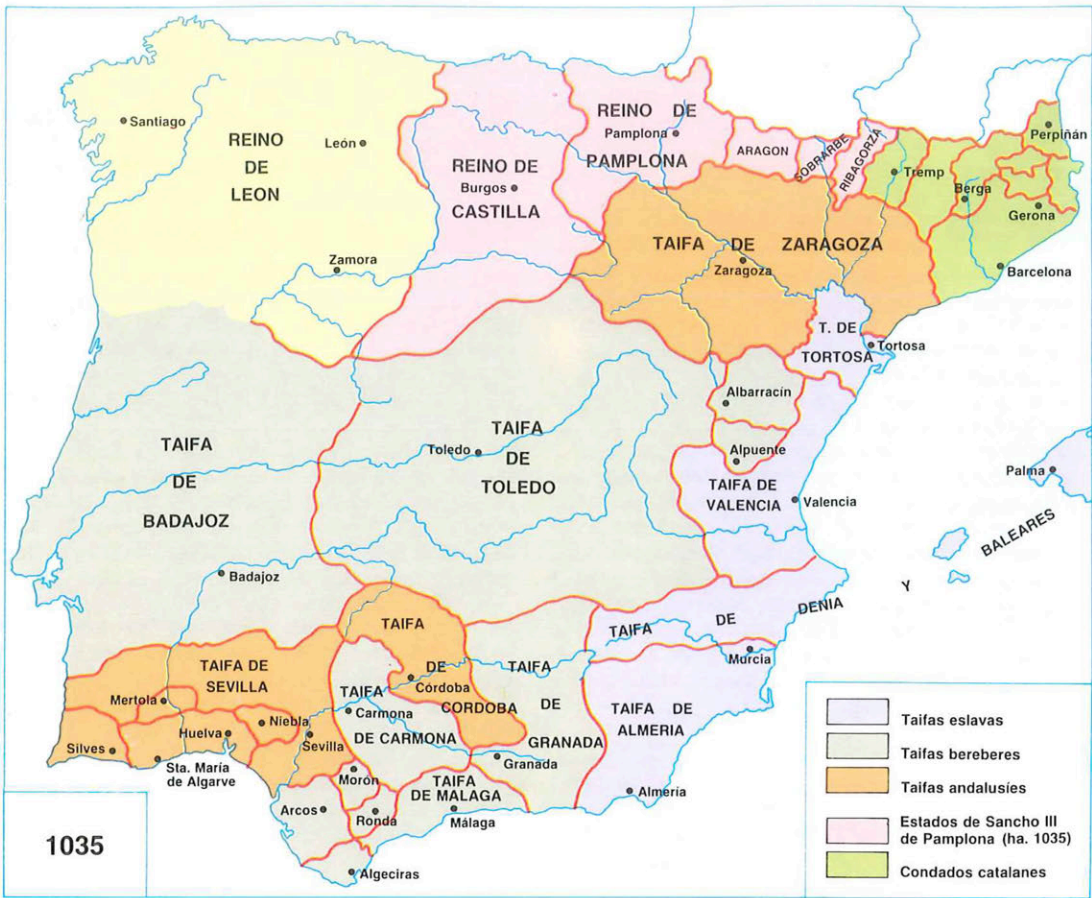 Santiago
REINO
DE
LEON
León
Zamora
REINO DE
Burgos
CASTILLA
REINO DE
Pamplona
PAMPLONA
ARAGON
SOBRARBE
RIBAGORZA
Tremp
Berga
Perpiñán
Gerona
Barcelona
TAIFA DE ZARAGOZA
Zaragoza
T. DE
TORTOSA
Tortosa
Albarracín
Alpuente
TAIFA DE
VALENCIA
Valencia
Palma
TAIFA
DE
BADAJOZ
Badajoz
TAIFA
Toledo
DE
TOLEDO
TAIFA DE DENIA Y BALEARES
Murcia
TAIFA DE
ALMERIA
Almería
TAIFA
DE
Córdoba
CORDOBA
TAIFA
DE
GRANADA
Granada
TAIFA
Carmona
DE CARMONA
TAIFA DE
SEVILLA
Mertola
Niebla
Huelva
Sevilla
Silves
Sta. María
de Algarve
Morón
Arcos
Ronda
TAIFA
DE MALAGA
Málaga
Algeciras
1035
Taifas eslavas
Taifas bereberes
Taifas andalusíes
Estados de Sancho III
de Pamplona (ha. 1035)
Condados catalanes